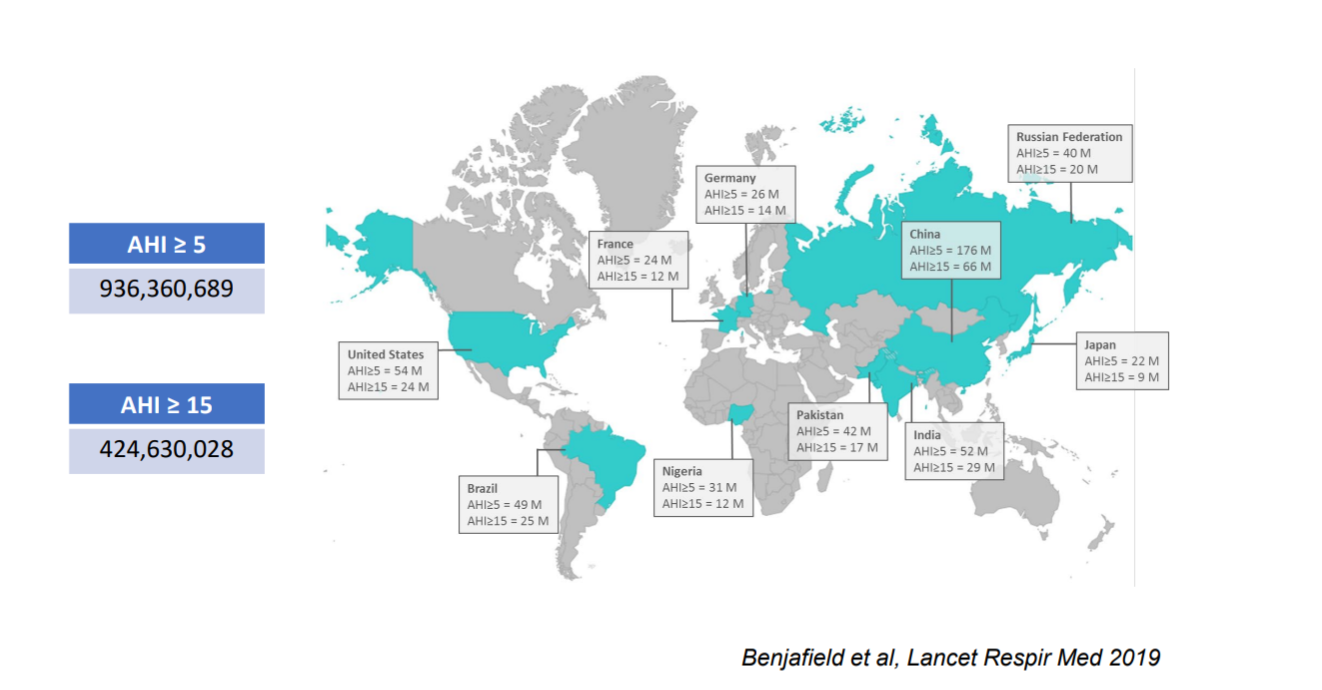 AHI ≥ 5
936,360,689
AHI ≥ 15
424,630,028
United States
AHI≥5 = 54 M
AHI≥15 = 24 M
Brazil
AHI≥5 = 49 M
AHI≥15 = 25 M
France
AHI≥5 = 24 M
AHI≥15 = 12 M
Germany
AHI≥5 = 26 M
AHI≥15 = 14 M
Nigeria
AHI≥5 = 31 M
AHI≥15 = 12 M
Pakistan
AHI≥5 = 42 M
AHI≥15 = 17 M
India
AHI≥5 = 52 M
AHI≥15 = 29 M
China
AHI≥5 = 176 M
AHI≥15 = 66 M
Russian Federation
AHI≥5 = 40 M
AHI≥15 = 20 M
Japan
AHI≥5 = 22 M
AHI≥15 = 9 M
Benjafield et al, Lancet Respir Med 2019